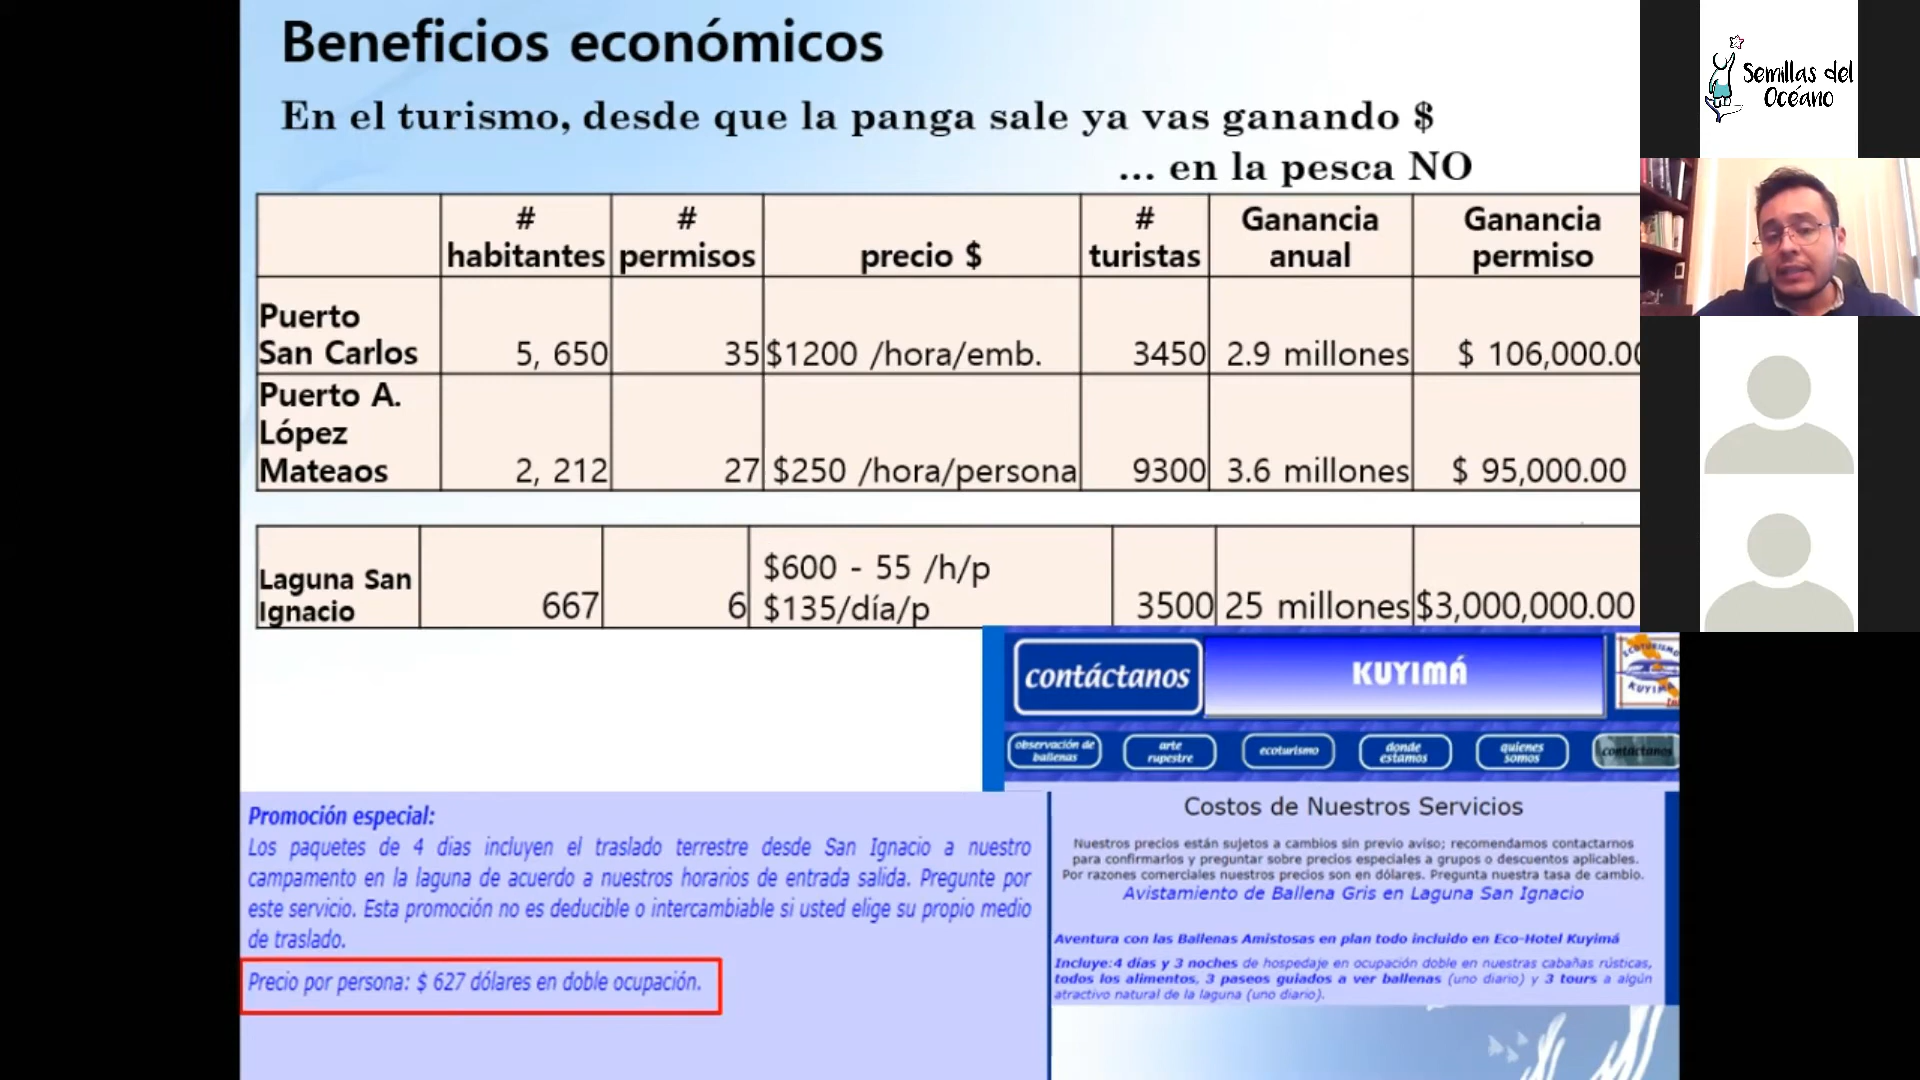 Beneficios económicos
En el turismo, desde que la panga sale ya vas ganando $
... en la pesca NO
# habitantes # permisos precio $ # turistas Ganancia anual Ganancia permiso
Puerto San Carlos 5, 650 35 $1200 /hora/emb. 3450 2.9 millones $ 106,000.00
Puerto A. López Mateaos 2, 212 27 $250 /hora/persona 9300 3.6 millones $ 95,000.00
Laguna San Ignacio 667 6 $600 - 55 /h/p $135/día/p 3500 25 millones $3,000,000.00
contáctanos
KUYIMÁ
ECOTURISMO
KUYIMA
observación de ballenas
arte rupestre
ecoturismo
donde estamos
quienes somos
contáctanos
Promoción especial:
Los paquetes de 4 dias incluyen el traslado terrestre desde San Ignacio a nuestro
campamento en la laguna de acuerdo a nuestros horarios de entrada salida. Pregunte por
este servicio. Esta promoción no es deducible o intercambiable si usted elige su propio medio
de traslado.
Precio por persona: $ 627 dólares en doble ocupación.
Costos de Nuestros Servicios
Nuestros precios están sujetos a cambios sin previo aviso; recomendamos contactarnos
para confirmarlos y preguntar sobre precios especiales a grupos o descuentos aplicables.
Por razones comerciales nuestros precios son en dólares. Pregunta nuestra tasa de cambio.
Avistamiento de Ballena Gris en Laguna San Ignacio
Aventura con las Ballenas Amistosas en plan todo incluido en Eco-Hotel Kuyimá
Incluye:4 días y 3 noches de hospedaje en ocupación doble en nuestras cabañas rústicas,
todos los alimentos, 3 paseos guiados a ver ballenas (uno diario) y 3 tours a algún
atractivo natural de la laguna (uno diario).
Semillas del
Océano